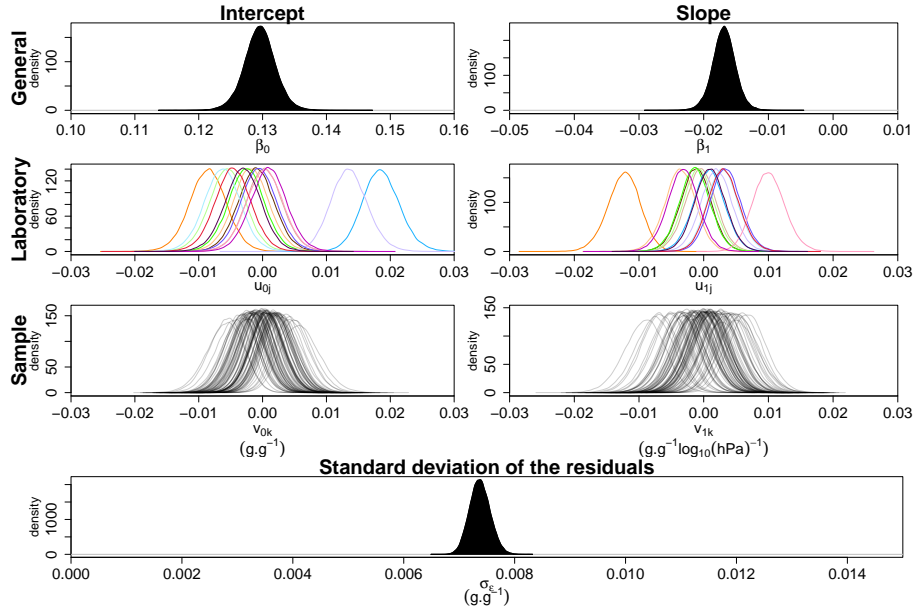 Intercept
Slope
General
density
0 100
0.10 0.11 0.12 0.13 0.14 0.15 0.16
β₀
density
0 100
−0.05 −0.04 −0.03 −0.02 −0.01 0.00 0.01
β₁
Laboratory
density
0 60 120
−0.03 −0.02 −0.01 0.00 0.01 0.02 0.03
u₀ⱼ
density
0 100
−0.03 −0.02 −0.01 0.00 0.01 0.02 0.03
u₁ⱼ
Sample
density
0 50 150
−0.03 −0.02 −0.01 0.00 0.01 0.02 0.03
v₀ₖ
(g.g⁻¹)
density
0 50 150
−0.03 −0.02 −0.01 0.00 0.01 0.02 0.03
v₁ₖ
(g.g⁻¹log₁₀(hPa)⁻¹)
Standard deviation of the residuals
density
0 1000
0.000 0.002 0.004 0.006 0.008 0.010 0.012 0.014
σ_ε
(g.g⁻¹)